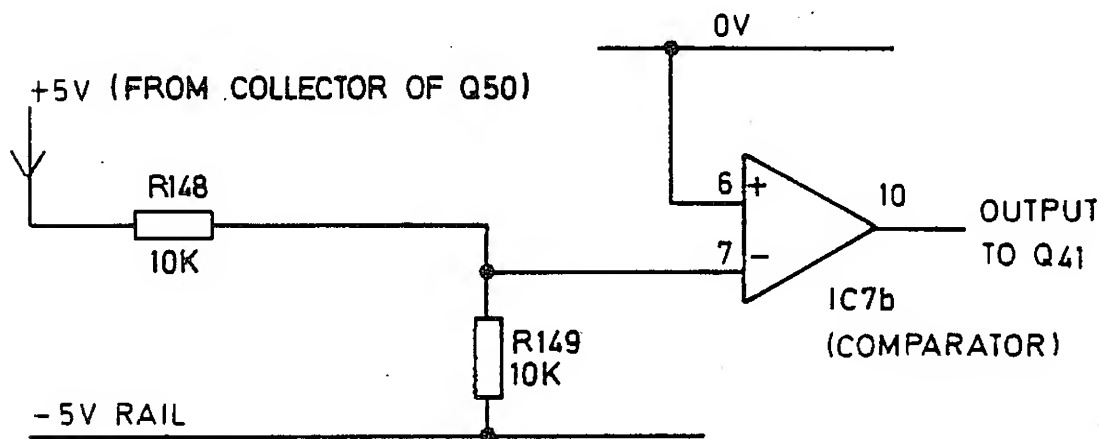 0V
+5V (FROM COLLECTOR OF Q50)
R148
10K
6
+
10
OUTPUT
TO Q41
7
-
IC7b
(COMPARATOR)
R149
10K
-5V RAIL